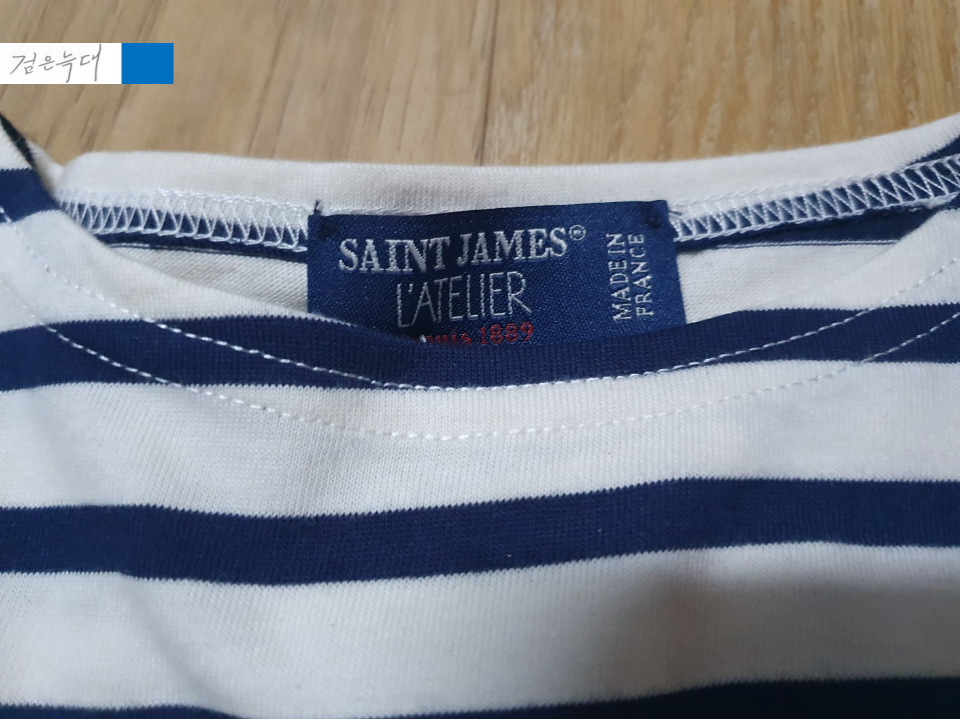 검은늑대
SAINT JAMES®
L'ATELIER
1889
MADE IN
FRANCE